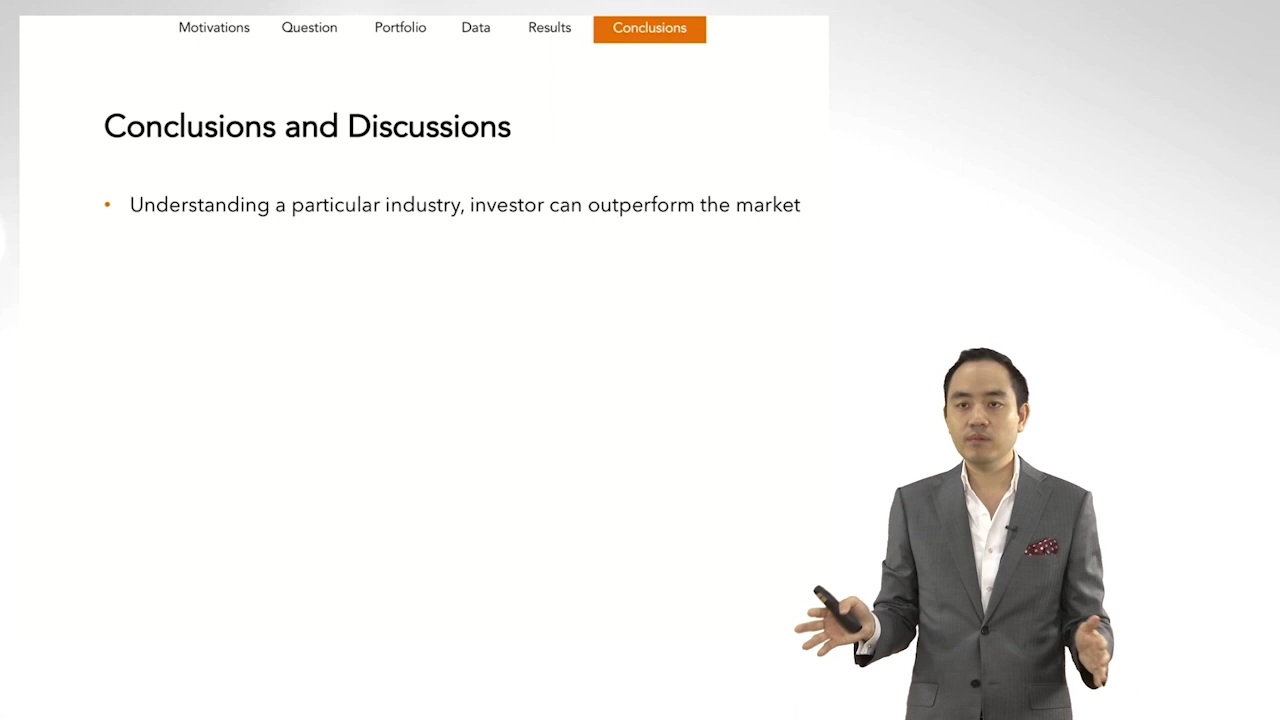 Motivations Question Portfolio Data Results Conclusions
Conclusions and Discussions
• Understanding a particular industry, investor can outperform the market